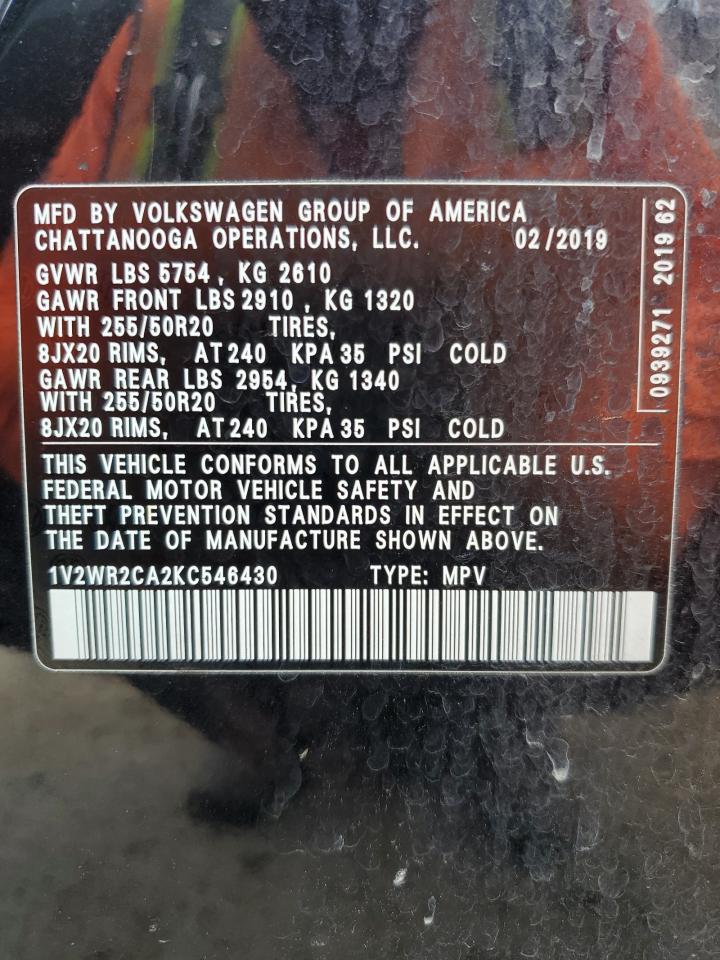 MFD BY VOLKSWAGEN GROUP OF AMERICA
CHATTANOOGA OPERATIONS, LLC. 02/2019
GVWR LBS 5754, KG 2610
GAWR FRONT LBS 2910, KG 1320
WITH 255/50R20 TIRES,
8JX20 RIMS, AT 240 KPA 35 PSI COLD
GAWR REAR LBS 2954, KG 1340
WITH 255/50R20 TIRES,
8JX20 RIMS, AT 240 KPA 35 PSI COLD
THIS VEHICLE CONFORMS TO ALL APPLICABLE U.S.
FEDERAL MOTOR VEHICLE SAFETY AND
THEFT PREVENTION STANDARDS IN EFFECT ON
THE DATE OF MANUFACTURE SHOWN ABOVE.
1V2WR2CA2KC546430 TYPE: MPV
0939271 2019 62